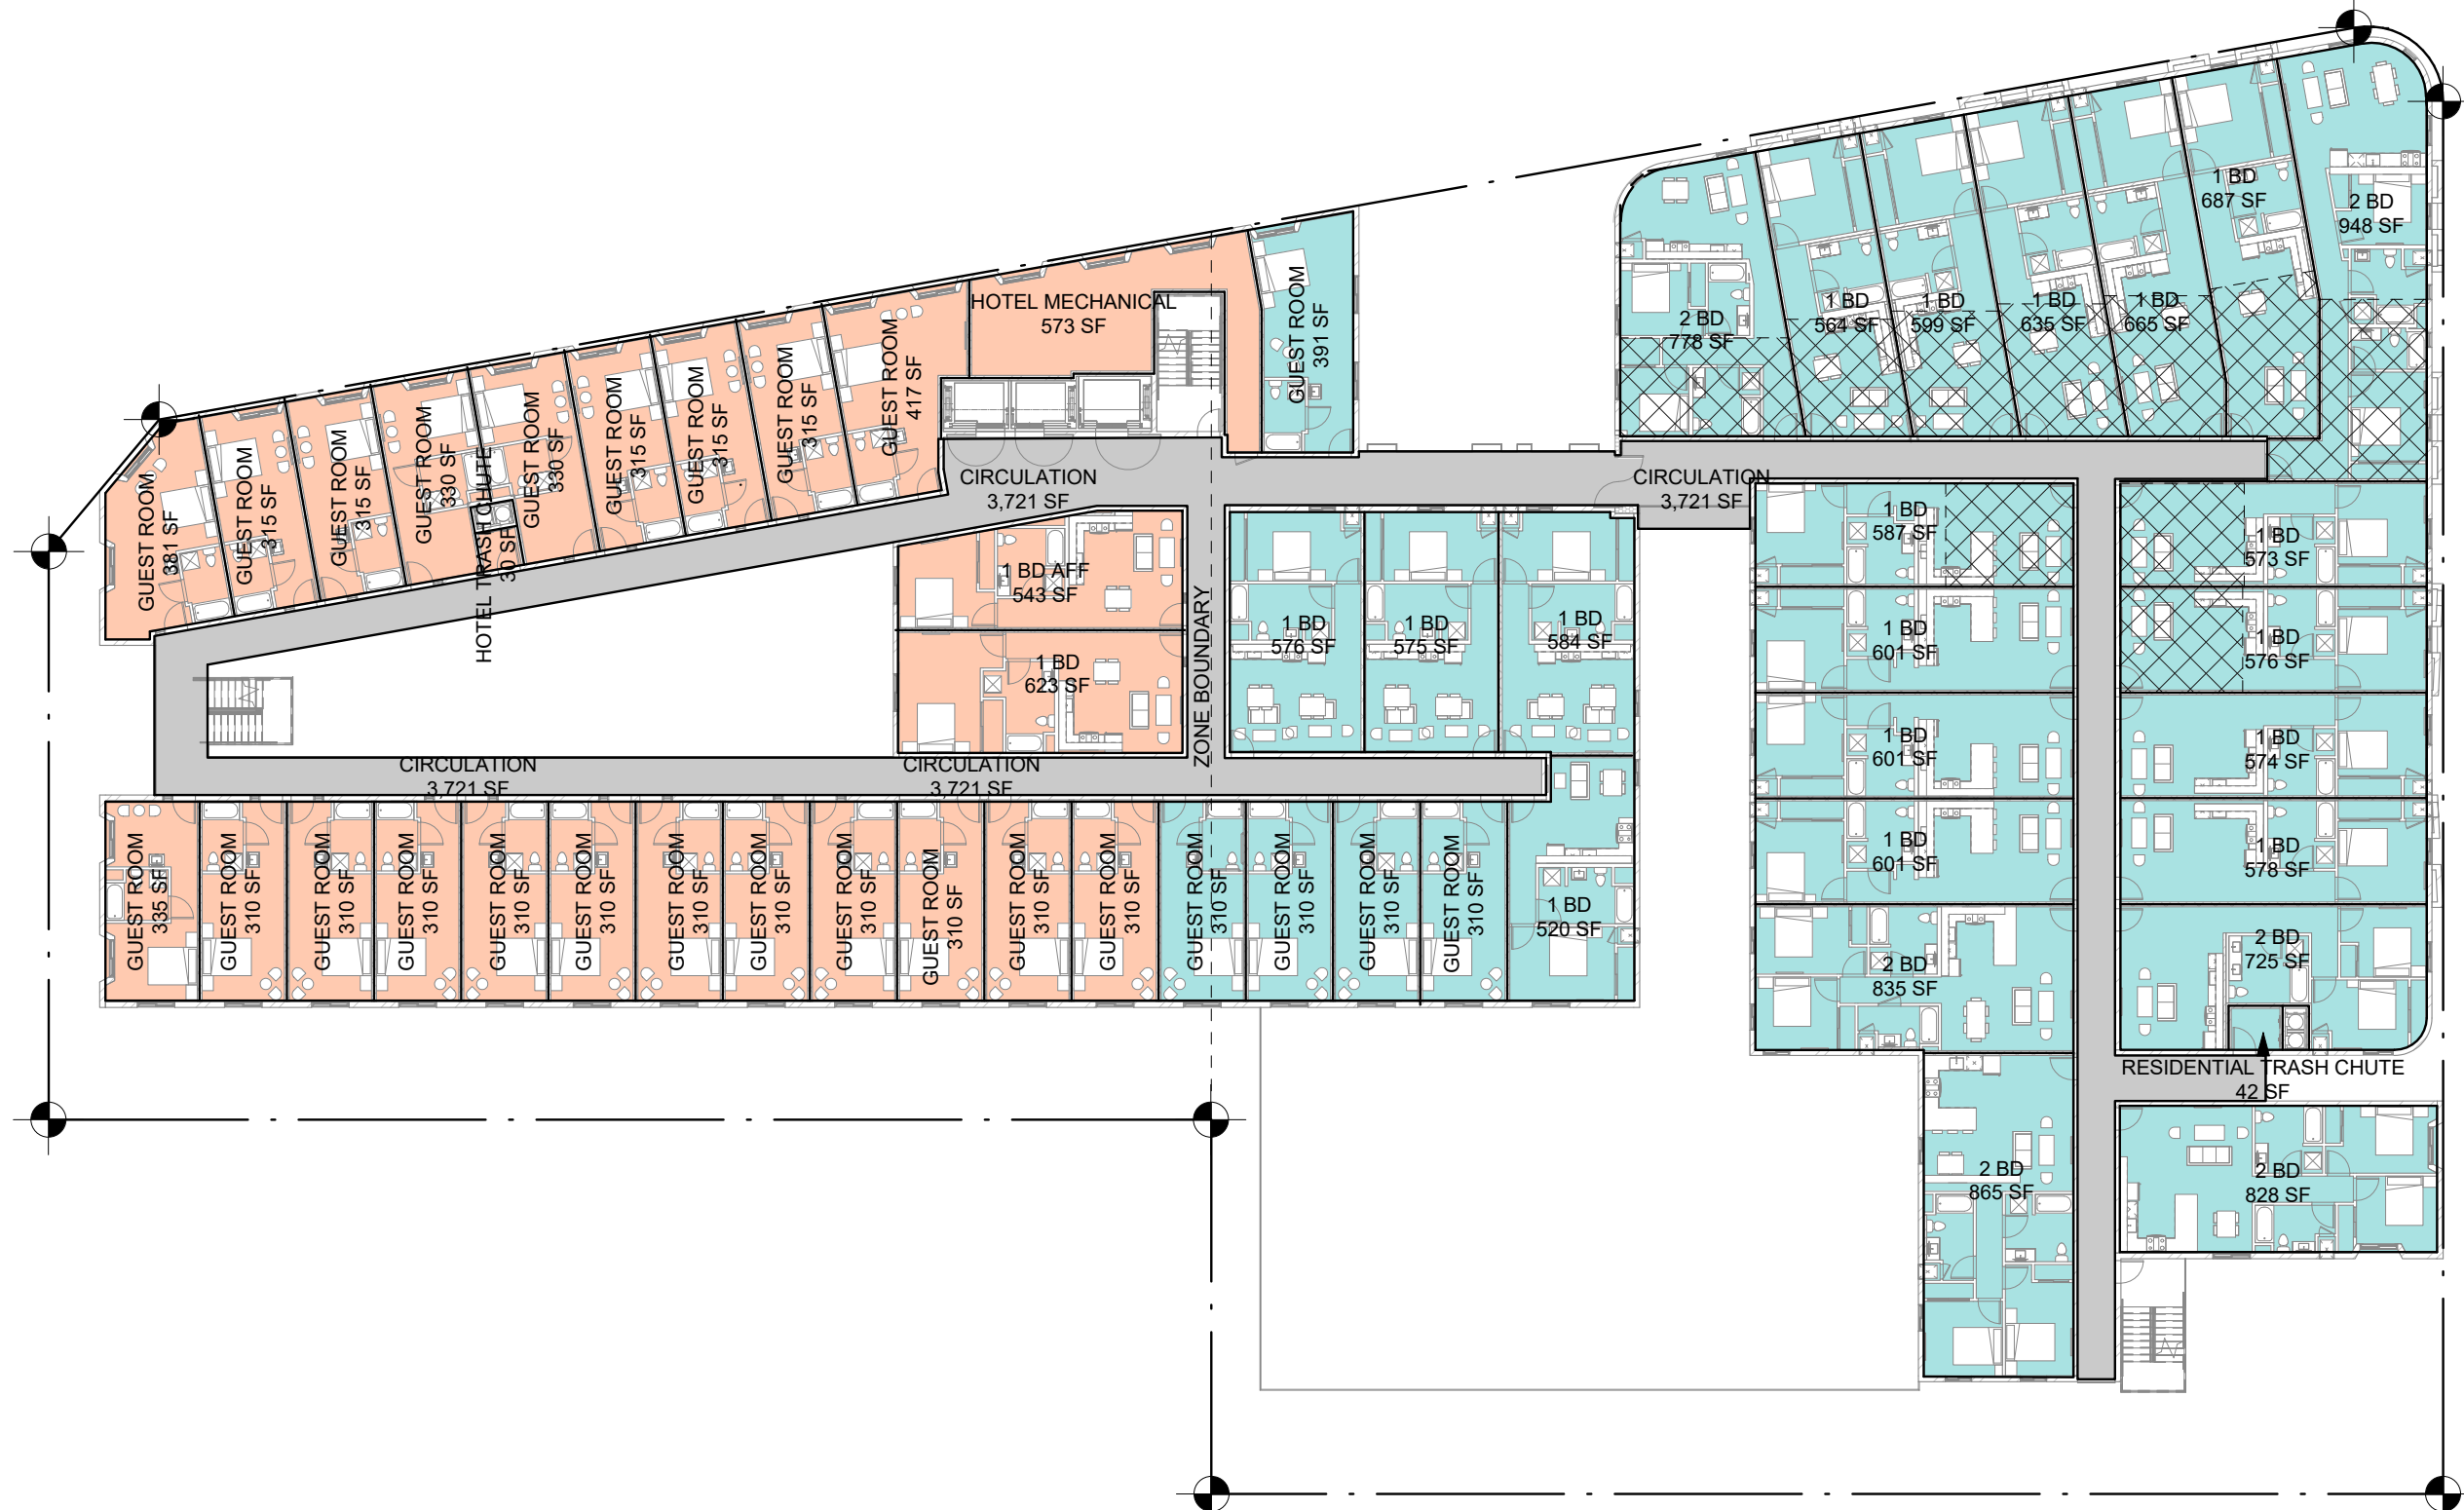 1 BD
687 SF
2 BD
948 SF
HOTEL MECHANICAL
573 SF
GUEST ROOM
391 SF
2 BD
778 SF
1 BD
564 SF
1 BD
599 SF
1 BD
635 SF
1 BD
665 SF
GUEST ROOM
381 SF
GUEST ROOM
315 SF
GUEST ROOM
315 SF
GUEST ROOM
330 SF
HOTEL TRASH CHUTE
30 SF
GUEST ROOM
330 SF
GUEST ROOM
315 SF
GUEST ROOM
315 SF
GUEST ROOM
315 SF
GUEST ROOM
417 SF
CIRCULATION
3,721 SF
CIRCULATION
3,721 SF
1 BD AFF
543 SF
1 BD
623 SF
ZONE BOUNDARY
1 BD
576 SF
1 BD
575 SF
1 BD
584 SF
1 BD
587 SF
1 BD
573 SF
1 BD
601 SF
1 BD
576 SF
1 BD
601 SF
1 BD
574 SF
1 BD
601 SF
1 BD
578 SF
CIRCULATION
3,721 SF
CIRCULATION
3,721 SF
GUEST ROOM
335 SF
GUEST ROOM
310 SF
GUEST ROOM
310 SF
GUEST ROOM
310 SF
GUEST ROOM
310 SF
GUEST ROOM
310 SF
GUEST ROOM
310 SF
GUEST ROOM
310 SF
GUEST ROOM
310 SF
GUEST ROOM
310 SF
GUEST ROOM
310 SF
GUEST ROOM
310 SF
GUEST ROOM
310 SF
GUEST ROOM
310 SF
GUEST ROOM
310 SF
GUEST ROOM
310 SF
1 BD
520 SF
2 BD
835 SF
2 BD
725 SF
RESIDENTIAL TRASH CHUTE
42 SF
2 BD
865 SF
2 BD
828 SF